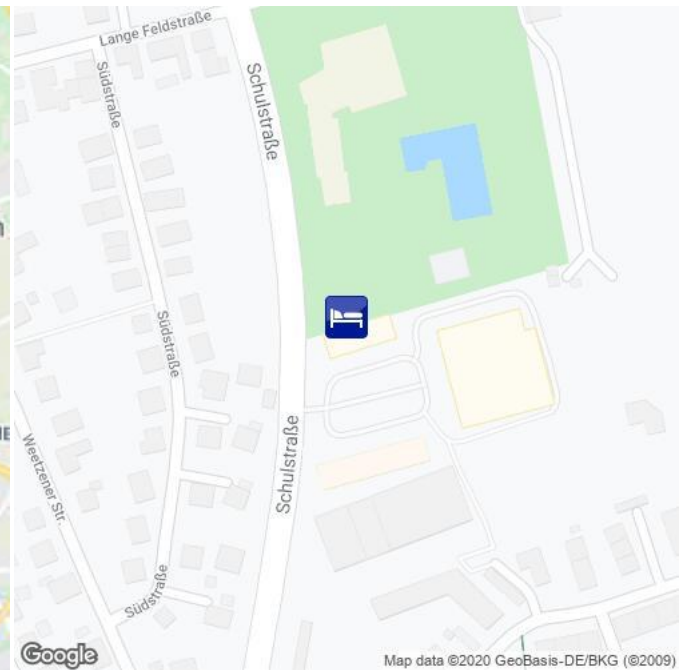 Lange Feldstraße
Südstraße
Schulstraße
Südstraße
Weetzener Str.
Schulstraße
Südstraße
Google
Map data ©2020 GeoBasis-DE/BKG (©2009)